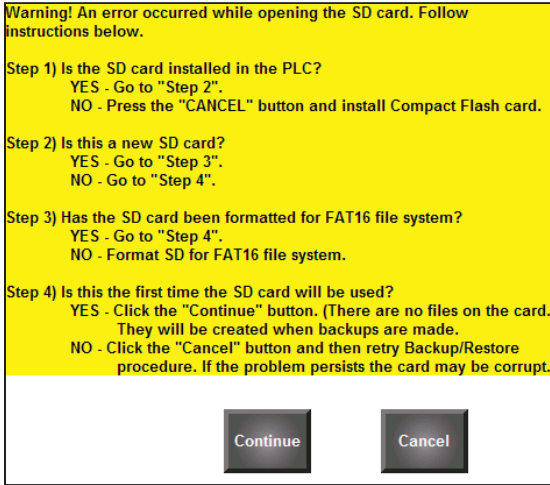 Warning! An error occurred while opening the SD card. Follow
instructions below.
Step 1) Is the SD card installed in the PLC?
YES - Go to "Step 2".
NO - Press the "CANCEL" button and install Compact Flash card.
Step 2) Is this a new SD card?
YES - Go to "Step 3".
NO - Go to "Step 4".
Step 3) Has the SD card been formatted for FAT16 file system?
YES - Go to "Step 4".
NO - Format SD for FAT16 file system.
Step 4) Is this the first time the SD card will be used?
YES - Click the "Continue" button. (There are no files on the card.
They will be created when backups are made.
NO - Click the "Cancel" button and then retry Backup/Restore
procedure. If the problem persists the card may be corrupt.
Continue
Cancel